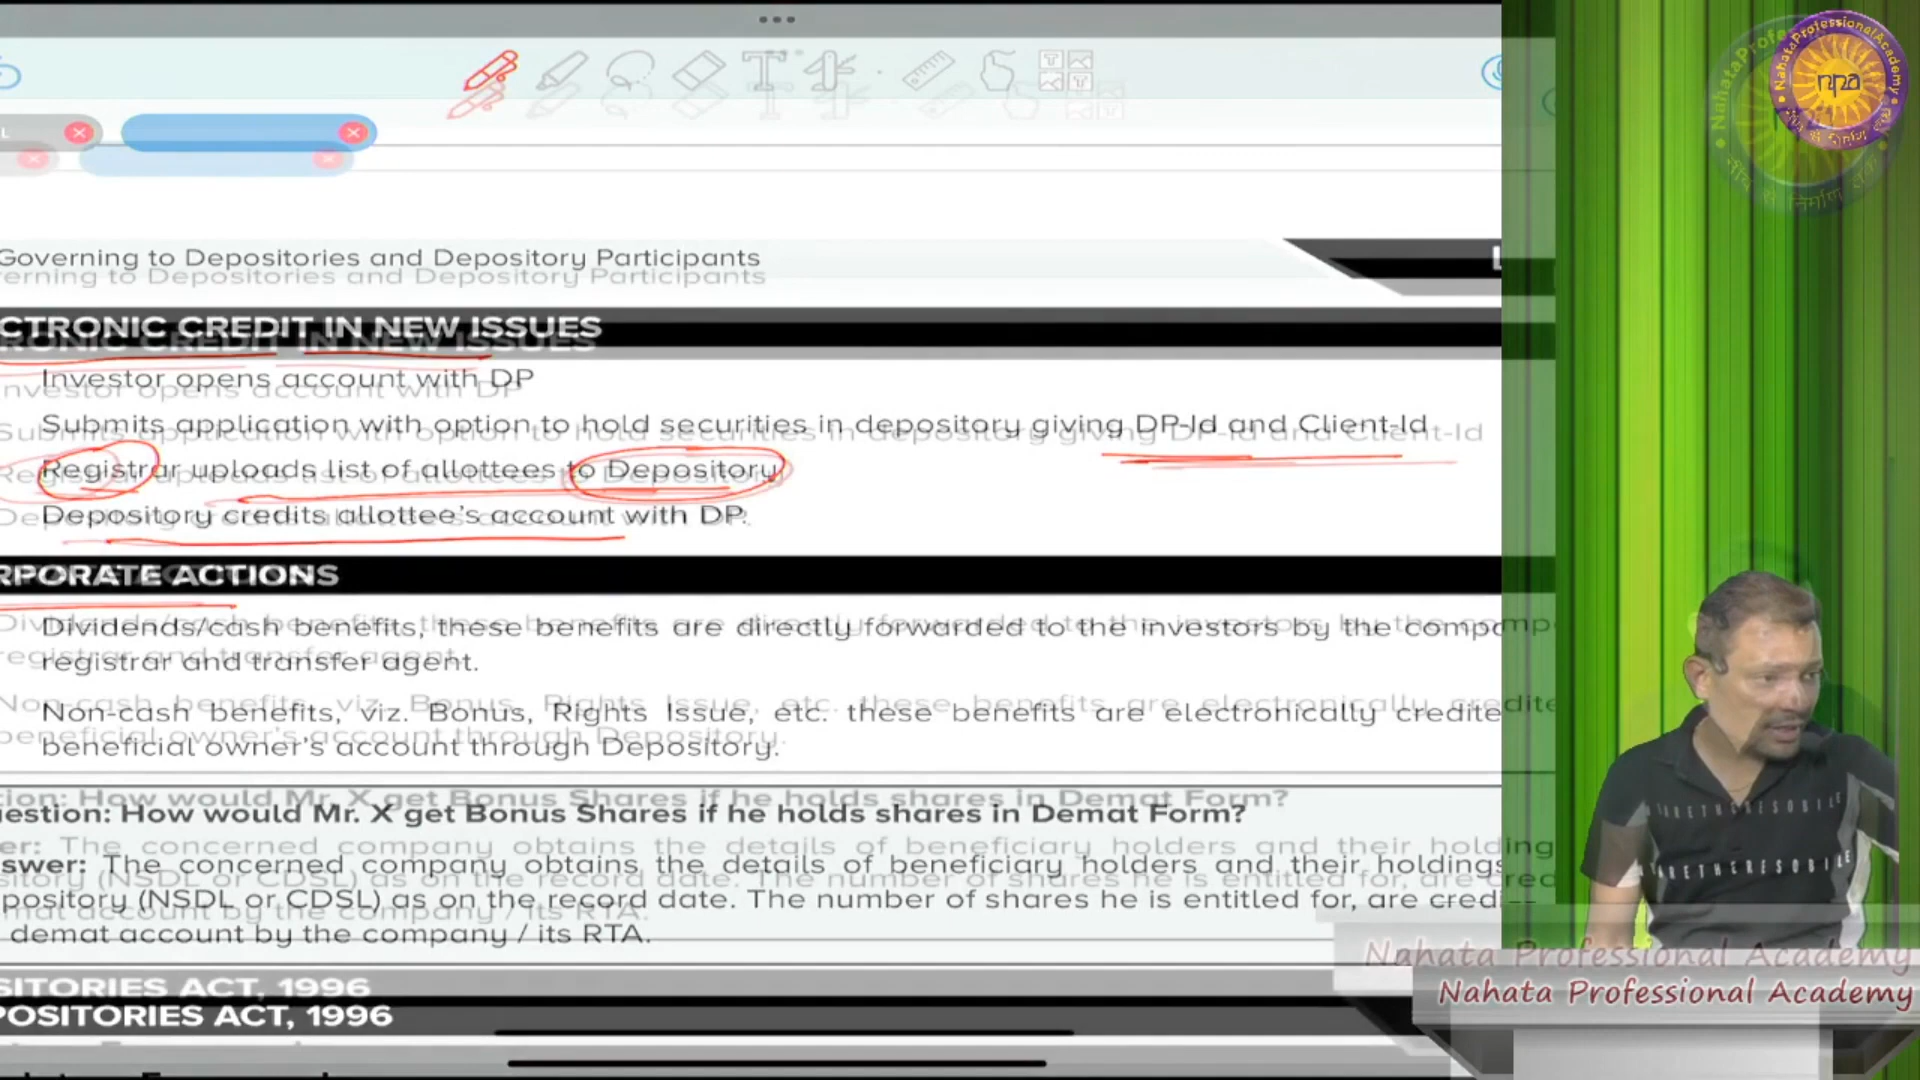 Governing to Depositories and Depository Participants
CTRONIC CREDIT IN NEW ISSUES
Investor opens account with DP
Submits application with option to hold securities in depository giving DP-Id and Client-Id
Registrar uploads list of allottees to Depository
Depository credits allottee's account with DP.
RPORATE ACTIONS
Dividends/cash benefits, these benefits are directly forwarded to the investors by the comp
registrar and transfer agent.
Non-cash benefits, viz. Bonus, Rights Issue, etc. these benefits are electronically credite
beneficial owner's account through Depository.
estion: How would Mr. X get Bonus Shares if he holds shares in Demat Form?
swer: The concerned company obtains the details of beneficiary holders and their holdings
pository (NSDL or CDSL) as on the record date. The number of shares he is entitled for, are credi
demat account by the company / its RTA.
POSITORIES ACT, 1996
Nahata Professional Academy
npa
Nahata Professional Academy